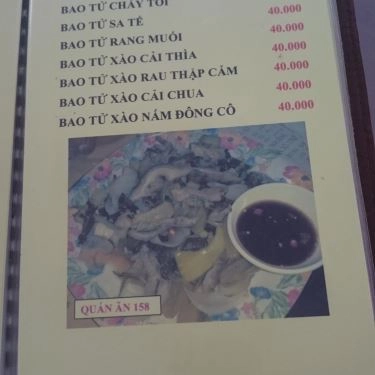 BAO TỬ CHÁY TỎI 40.000
BAO TỬ SA TẾ 40.000
BAO TỬ RANG MUỐI 40.000
BAO TỬ XÀO CẢI THÌA 40.000
BAO TỬ XÀO RAU THẬP CẨM 40.000
BAO TỬ XÀO CẢI CHUA 40.000
BAO TỬ XÀO NẤM ĐÔNG CÔ
QUÁN ĂN 158